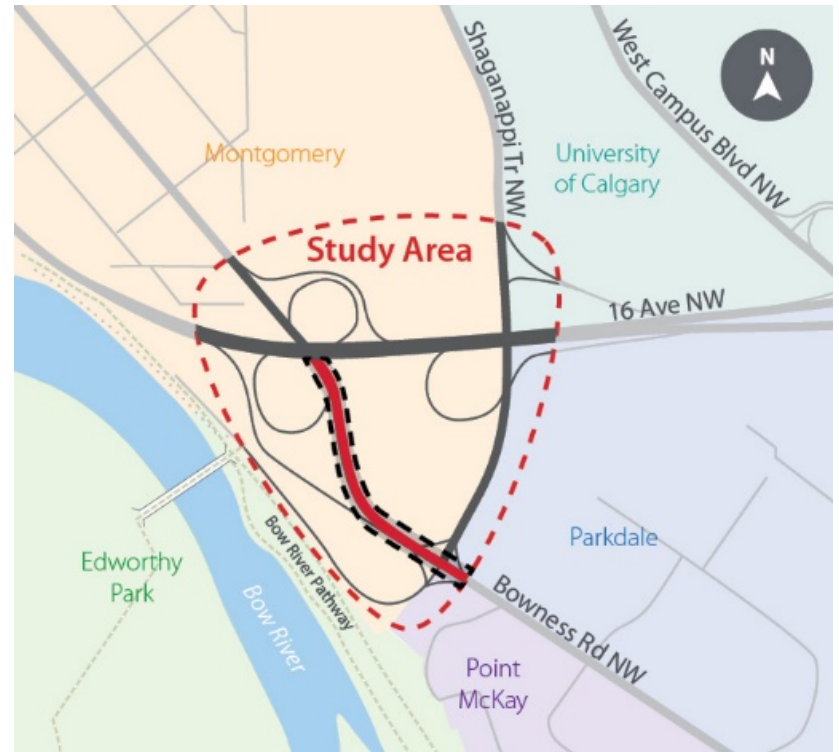 N
Shaganappi Tr NW
West Campus Blvd NW
Montgomery
University
of Calgary
Study Area
16 Ave NW
Parkdale
Edworthy
Park
Bow River
Bow River Pathway
Bowness Rd NW
Point
McKay